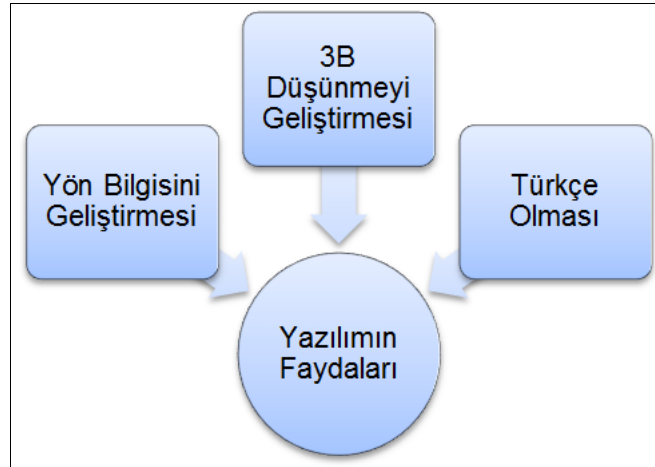 3B
Düşünmeyi
Geliştirmesi
Yön Bilgisini
Geliştirmesi
Türkçe
Olması
Yazılımın
Faydaları